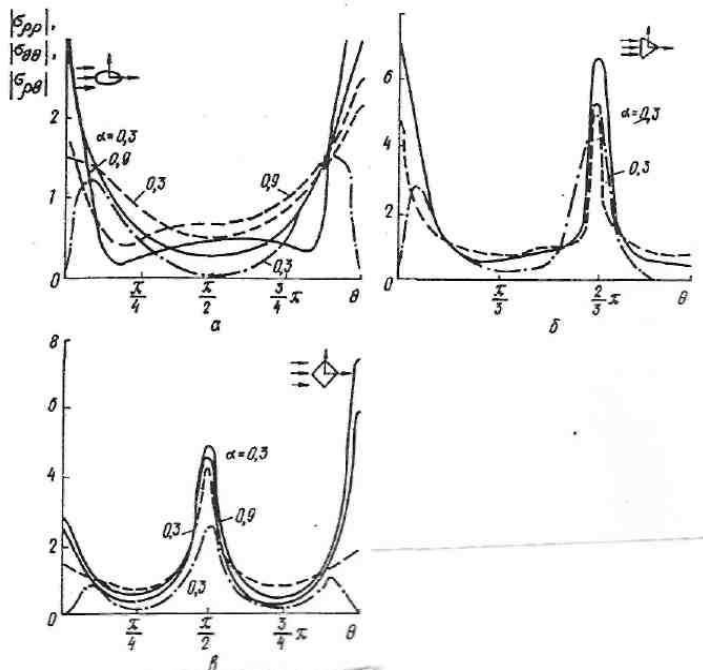 |σρρ|,
|σθθ|,
|σρθ|
2
1
0
α=0,3
0,9
0,3
0,9
0,3
π/4
π/2
3/4 π
θ
а
6
4
2
0
α=0,3
0,3
π/3
2/3 π
θ
б
8
6
4
2
0
α=0,3
0,3
0,9
0,3
π/4
π/2
3/4 π
θ
в